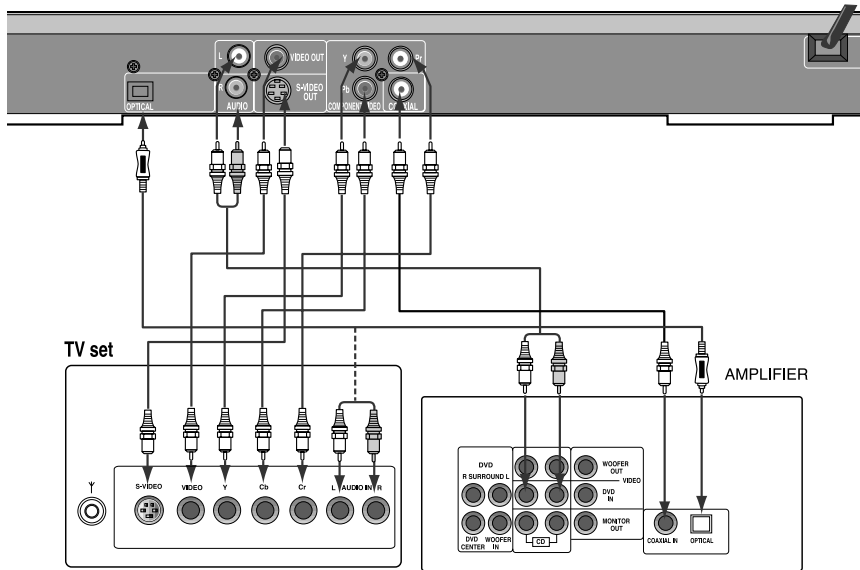 L
VIDEO OUT
Y
Pr
R
S-VIDEO
OUT
Pb
OPTICAL
AUDIO
COMPONENT VIDEO
COAXIAL
TV set
AMPLIFIER
S-VIDEO
VIDEO
Y
Cb
Cr
L AUDIO IN R
DVD
R SURROUND L
WOOFER
OUT
VIDEO
DVD
IN
MONITOR
OUT
DVD
CENTER
WOOFER
IN
CD
COAXIAL IN
OPTICAL